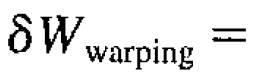 δW_warping =